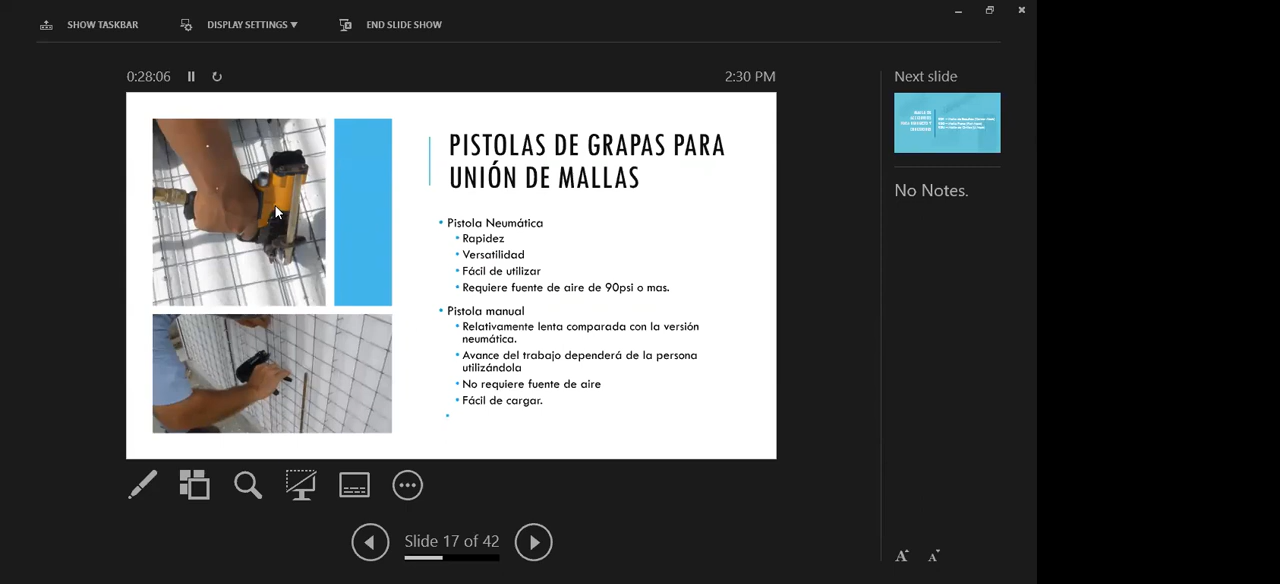 SHOW TASKBAR
DISPLAY SETTINGS
END SLIDE SHOW
0:28:06
2:30 PM
PISTOLAS DE GRAPAS PARA
UNIÓN DE MALLAS
• Pistola Neumática
• Rapidez
• Versatilidad
• Fácil de utilizar
• Requiere fuente de aire de 90psi o mas.
• Pistola manual
• Relativamente lenta comparada con la versión
neumática.
• Avance del trabajo dependerá de la persona
utilizándola
• No requiere fuente de aire
• Fácil de cargar.
•
Slide 17 of 42
Next slide
No Notes.
A A